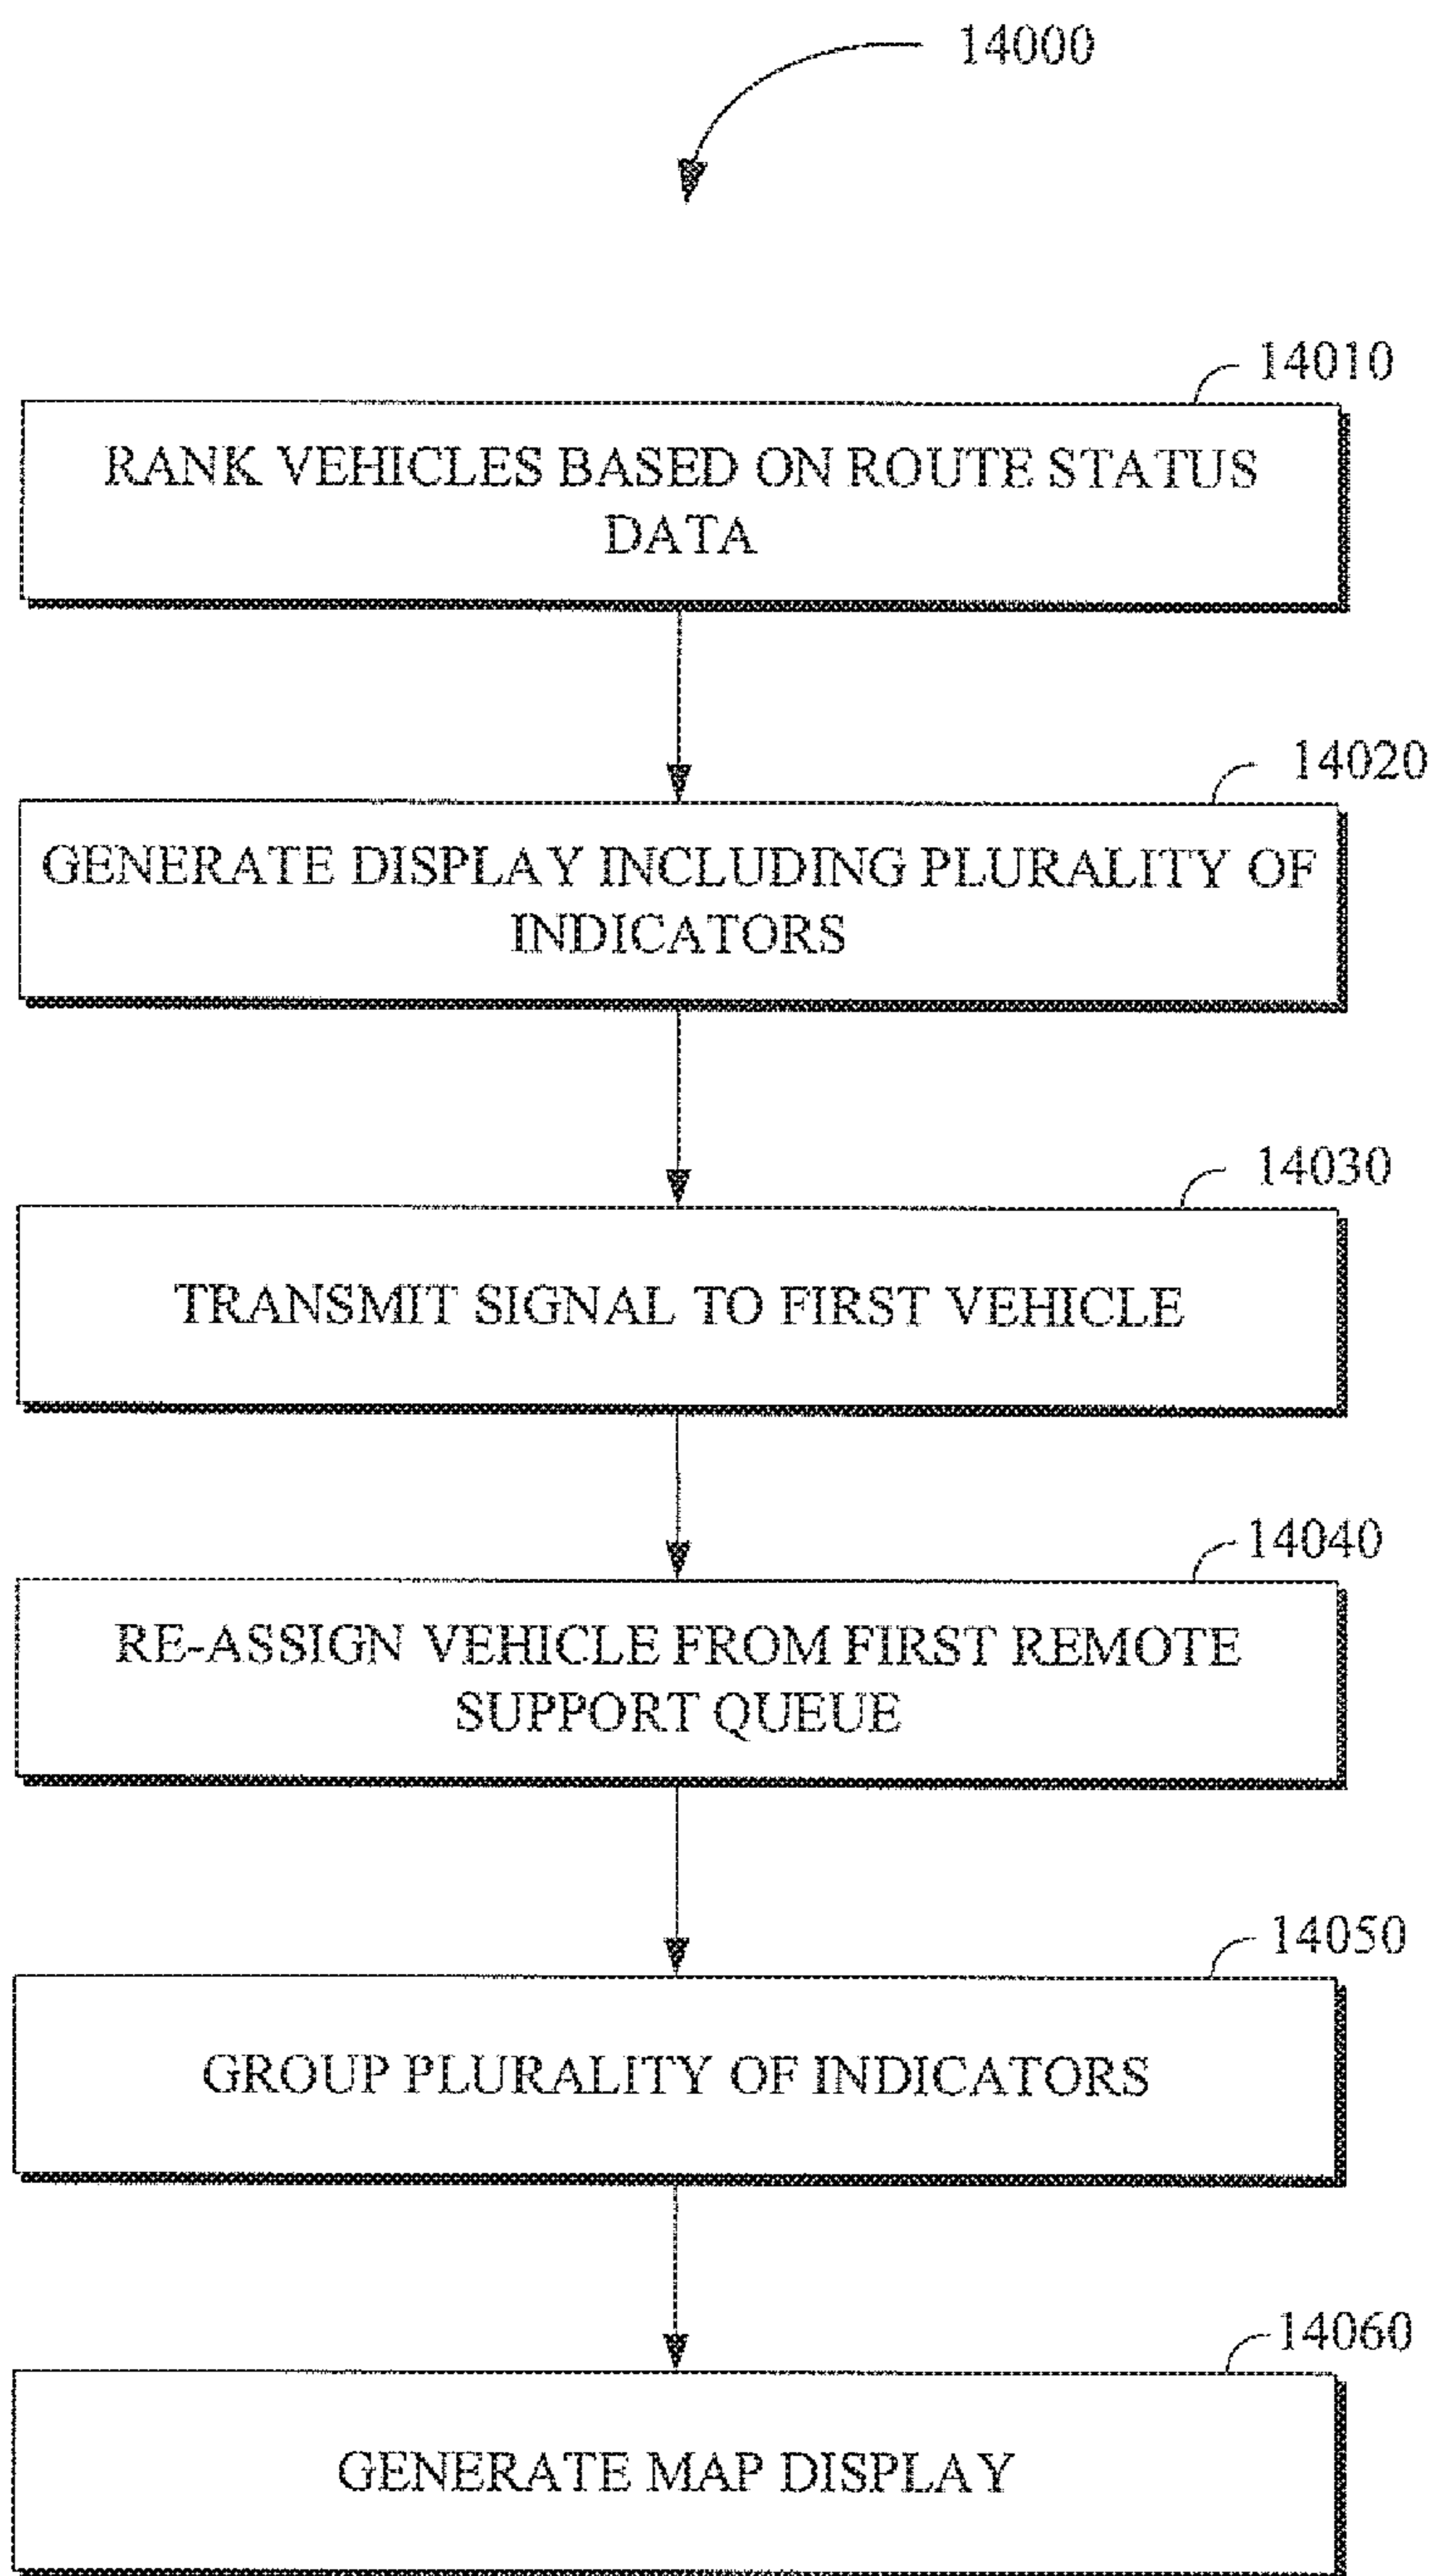 14000
14010
RANK VEHICLES BASED ON ROUTE STATUS
DATA
14020
GENERATE DISPLAY INCLUDING PLURALITY OF
INDICATORS
14030
TRANSMIT SIGNAL TO FIRST VEHICLE
14040
RE-ASSIGN VEHICLE FROM FIRST REMOTE
SUPPORT QUEUE
14050
GROUP PLURALITY OF INDICATORS
14060
GENERATE MAP DISPLAY